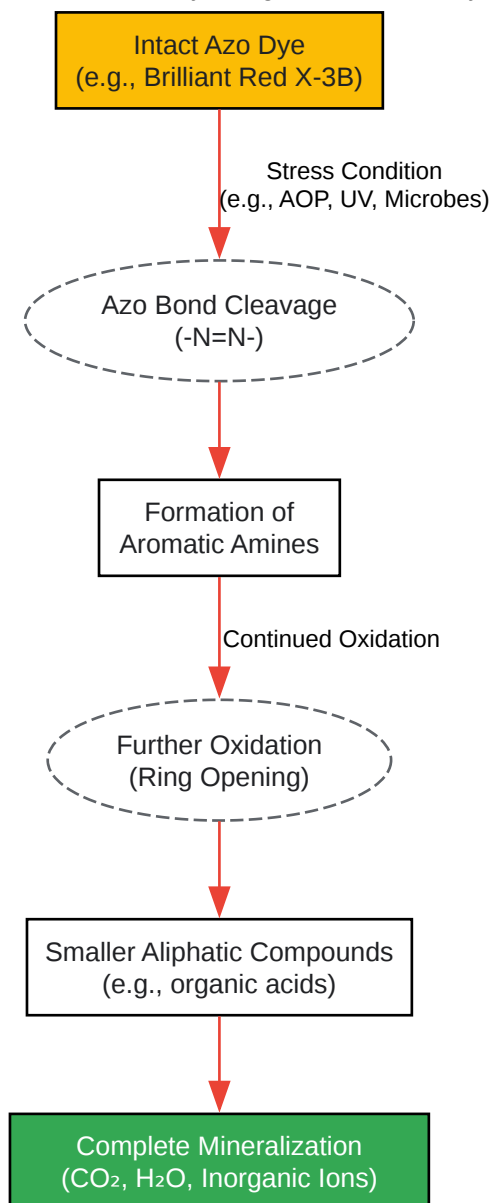 Intact Azo Dye
(e.g., Brilliant Red X-3B)
Stress Condition
(e.g., AOP, UV, Microbes)
Azo Bond Cleavage
(-N=N-)
Formation of
Aromatic Amines
Continued Oxidation
Further Oxidation
(Ring Opening)
Smaller Aliphatic Compounds
(e.g., organic acids)
Complete Mineralization
(CO₂, H₂O, Inorganic Ions)